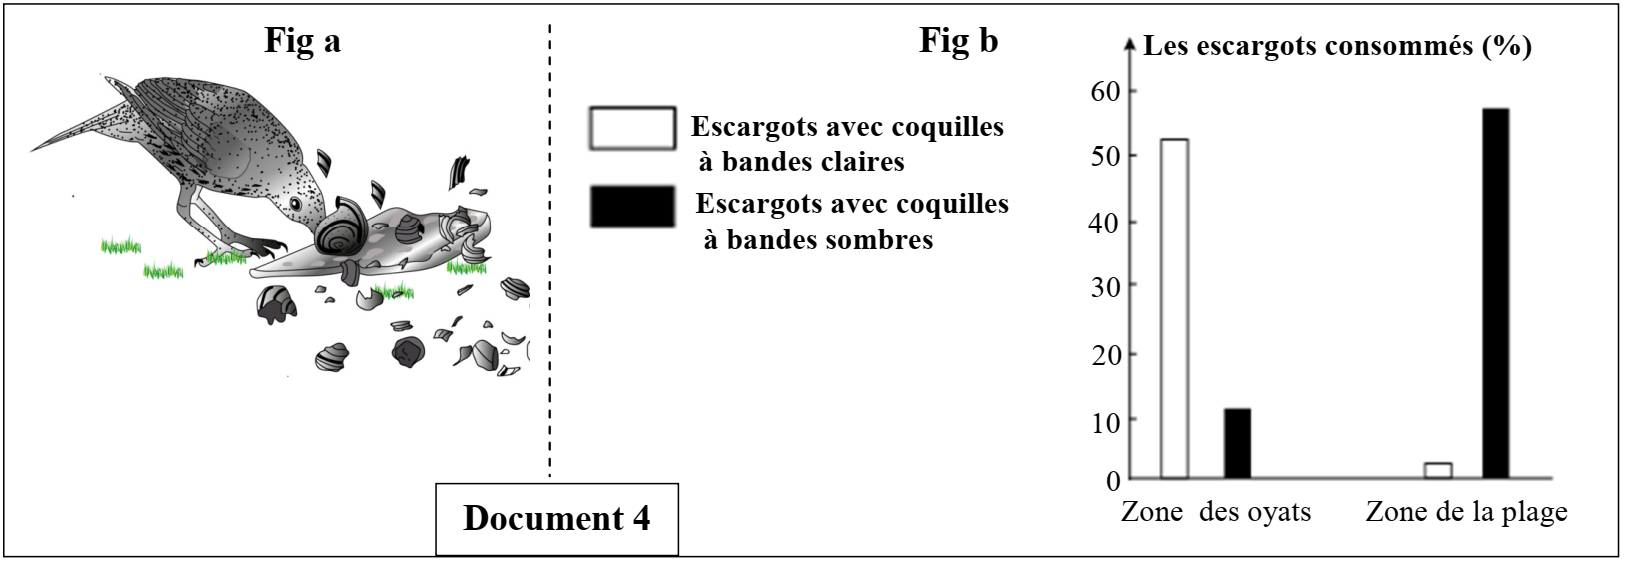 Fig a
Fig b
Les escargots consommés (%)
Escargots avec coquilles
à bandes claires
Escargots avec coquilles
à bandes sombres
60
50
40
30
20
10
0
Zone des oyats
Zone de la plage
Document 4